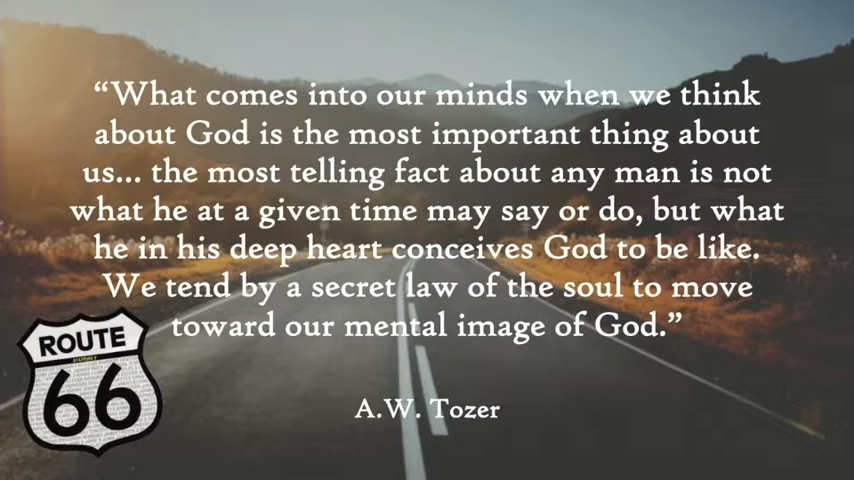 “What comes into our minds when we think
about God is the most important thing about
us... the most telling fact about any man is not
what he at a given time may say or do, but what
he in his deep heart conceives God to be like.
We tend by a secret law of the soul to move
toward our mental image of God.”
ROUTE
66
A.W. Tozer